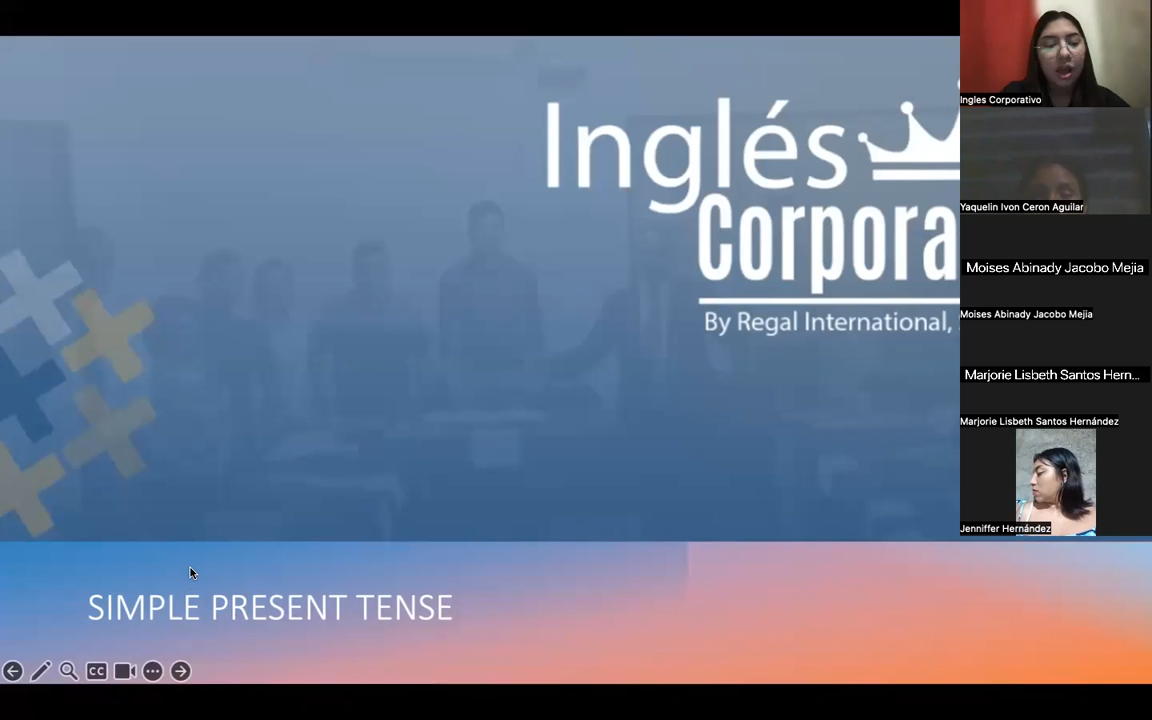 Inglés
Corpora
By Regal International,
SIMPLE PRESENT TENSE
CC
Ingles Corporativo
Yaquelin Ivon Ceron Aguilar
Moises Abinady Jacobo Mejia
Moises Abinady Jacobo Mejia
Marjorie Lisbeth Santos Hern...
Marjorie Lisbeth Santos Hernández
Jenniffer Hernández